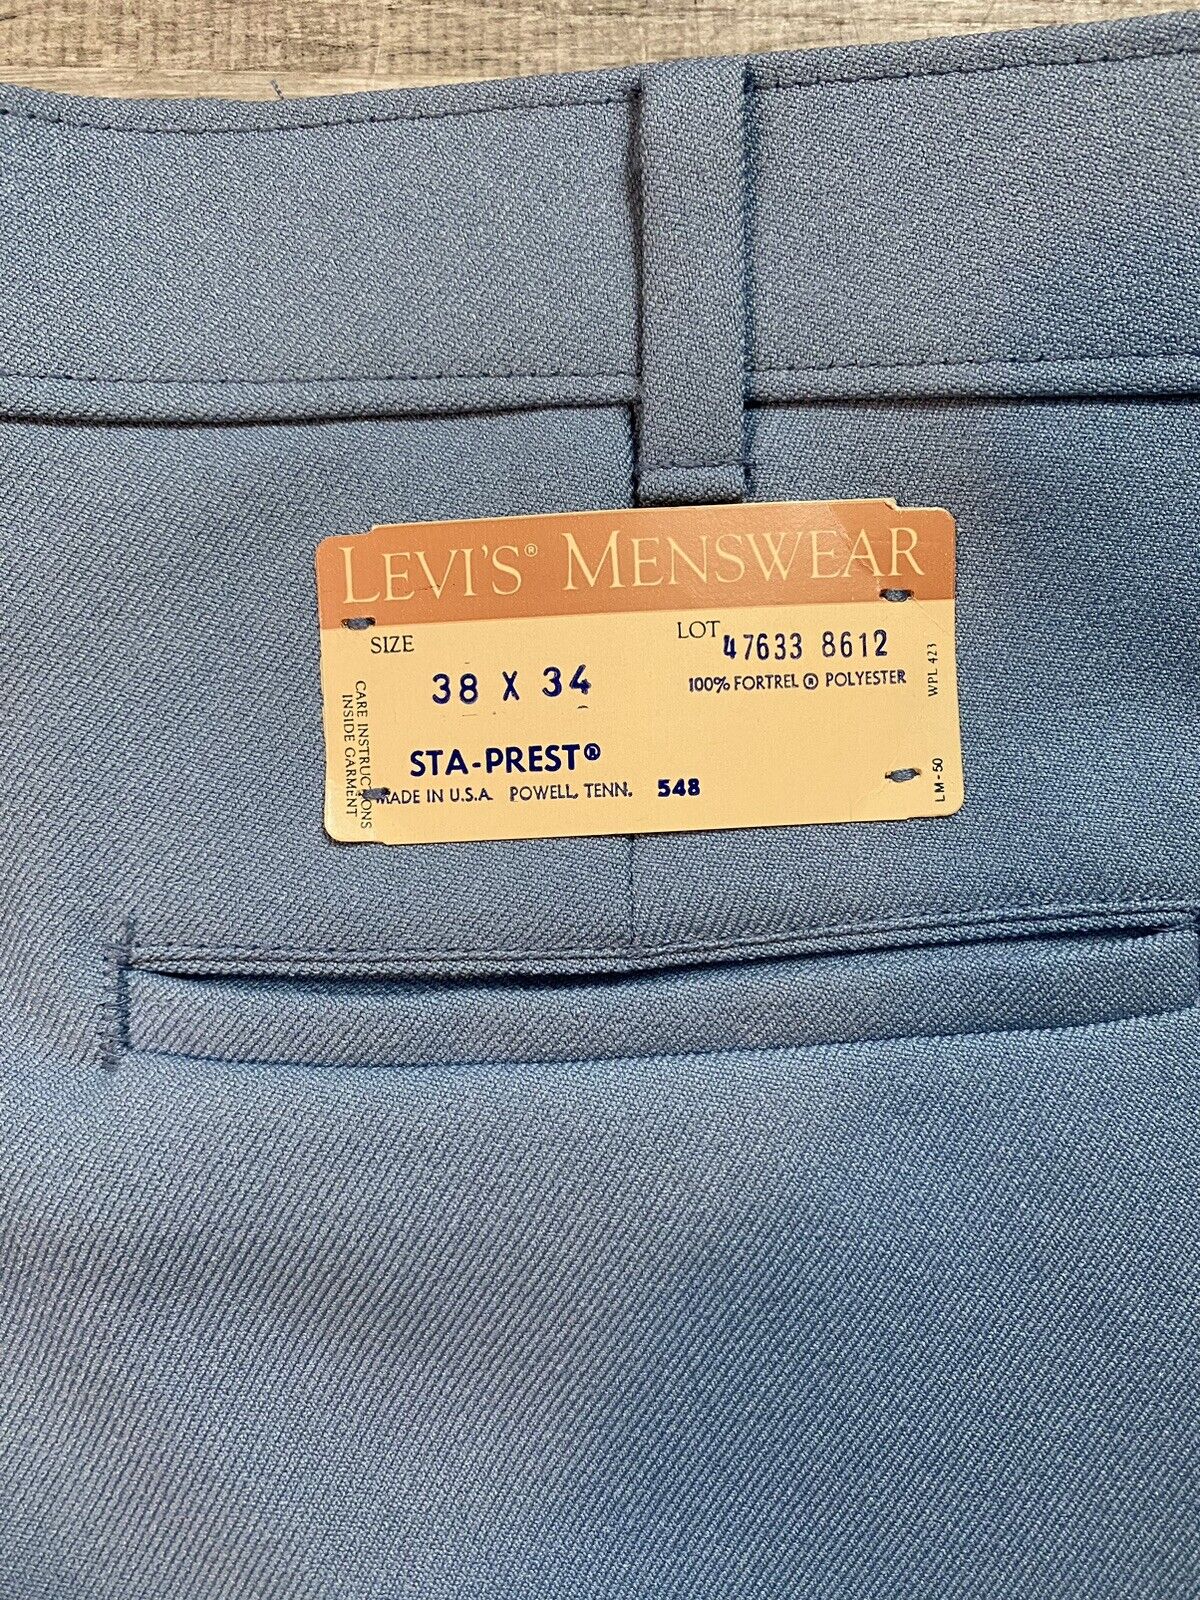 LEVI'S® MENSWEAR
SIZE
LOT 47633 8612
38 X 34
100% FORTREL ® POLYESTER
STA-PREST®
MADE IN U.S.A. POWELL, TENN. 548
CARE INSTRUCTIONS
INSIDE GARMENT
WPL 423
LM-50